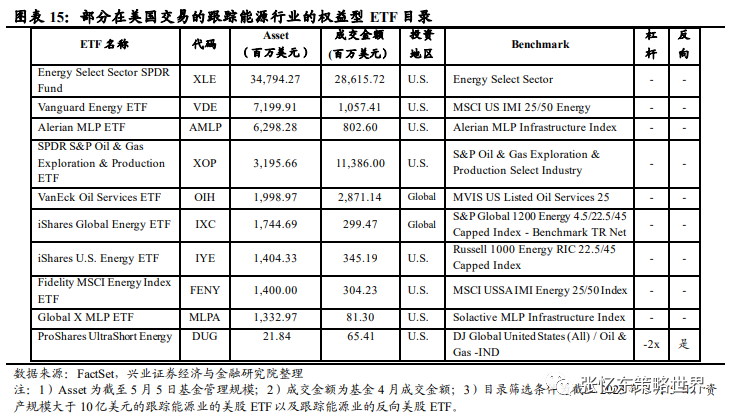 图表 15：部分在美国交易的跟踪能源行业的权益型 ETF 目录
ETF 名称 代码 Asset（百万美元） 成交金额（百万美元） 投资地区 Benchmark 杠杆 反向
Energy Select Sector SPDR Fund XLE 34,794.24 28,615.72 U.S. Energy Select Sector - -
Vanguard Energy ETF VDE 7,199.91 1,057.41 U.S. MSCI US IMI 25/50 Energy - -
Alerian MLP ETF AMLP 6,298.28 802.60 U.S. Alerian MLP Infrastructure Index - -
SPDR S&P Oil & Gas Exploration & Production ETF XOP 3,195.66 11,386.00 U.S. S&P Oil & Gas Exploration & Production Select Industry - -
VanEck Oil Services ETF OIH 1,998.97 2,871.14 Global MVIS US Listed Oil Services 25 - -
iShares Global Energy ETF IXC 1,744.69 299.47 Global S&P Global 1200 Energy 4.5/22.5/45 Capped Index - Benchmark TR Net - -
iShares U.S. Energy ETF IYE 1,404.33 345.19 U.S. Russell 1000 Energy RIC 22.5/45 Capped Index - -
Fidelity MSCI Energy Index ETF FENY 1,400.00 304.23 U.S. MSCI USSA IMI Energy 25/50 Index - -
Global X MLP ETF MLPA 1,332.97 81.30 U.S. Solactive MLP Infrastructure Index - -
ProShares UltraShort Energy DUG 21.84 65.41 U.S. DJ Global United States (All) / Oil & Gas -IND -2x 是
数据来源：FactSet，兴业证券经济与金融研究院整理
注：1）Asset 为截至 5 月 5 日基金管理规模；2）成交金额为基金 4 月成交金额；3）目录筛选条件 资
产规模大于 10 亿美元的跟踪能源业的美股 ETF 以及跟踪能源业的反向美股 ETF。
张忆东策略世界